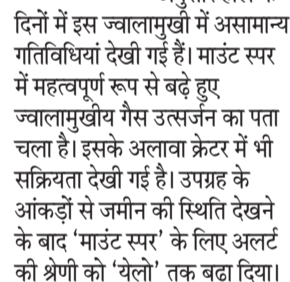 दिनों में इस ज्वालामुखी में असामान्य
गतिविधियां देखी गई हैं। माउंट स्पर
में महत्वपूर्ण रूप से बढ़े हुए
ज्वालामुखीय गैस उत्सर्जन का पता
चला है। इसके अलावा क्रेटर में भी
सक्रियता देखी गई है। उपग्रह के
आंकड़ों से जमीन की स्थिति देखने
के बाद ‘माउंट स्पर’ के लिए अलर्ट
की श्रेणी को ‘येलो’ तक बढा दिया।